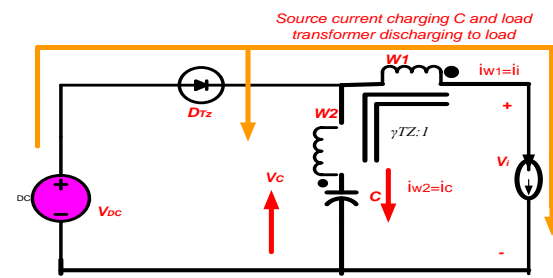 Source current charging C and load
transformer discharging to load
W1
iw1=ii
DTz
W2
+
γTZ:1
VC
C
iw2=ic
Vi
DC
+
VDC
-
-